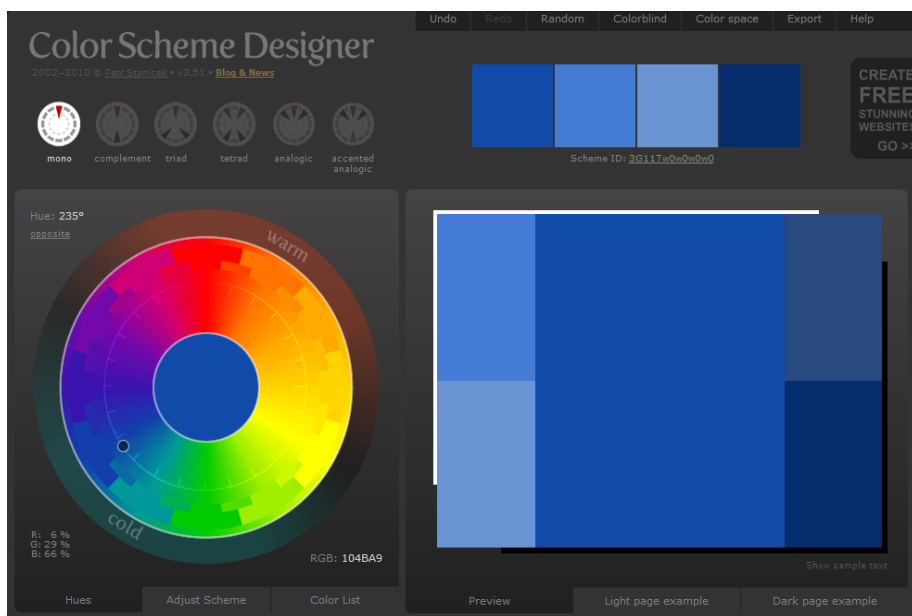 Undo Redo Random Colorblind Color space Export Help
Color Scheme Designer
2002–2010 © Petr Stanicek • v3.51 • Blog & News
CREATE
FREE
STUNNING
WEBSITES
GO >>
mono complement triad tetrad analogic accented
analogic
Scheme ID: 3G11Tw0w0w0w0
Hue: 235°
opposite
warm
cold
R: 6 %
G: 29 %
B: 66 %
RGB: 104BA9
Show sample text
Hues Adjust Scheme Color List
Preview Light page example Dark page example